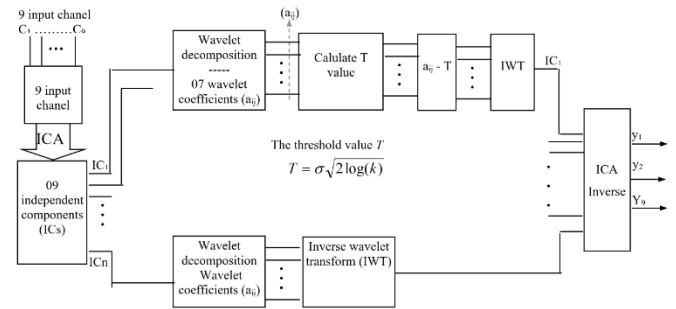 9 input chanel
C₁ ......... C₉
...
9 input
chanel
ICA
09
independent
components
(ICs)
IC₁
ICn
Wavelet
decomposition
-----
07 wavelet
coefficients (aᵢⱼ)
(aᵢⱼ)
Calulate T
value
aᵢⱼ - T
IWT
IC₁
The threshold value T
T = σ√2log(k)
Wavelet
decomposition
Wavelet
coefficients (aᵢⱼ)
Inverse wavelet
transform (IWT)
ICA
Inverse
y₁
y₂
Y₉